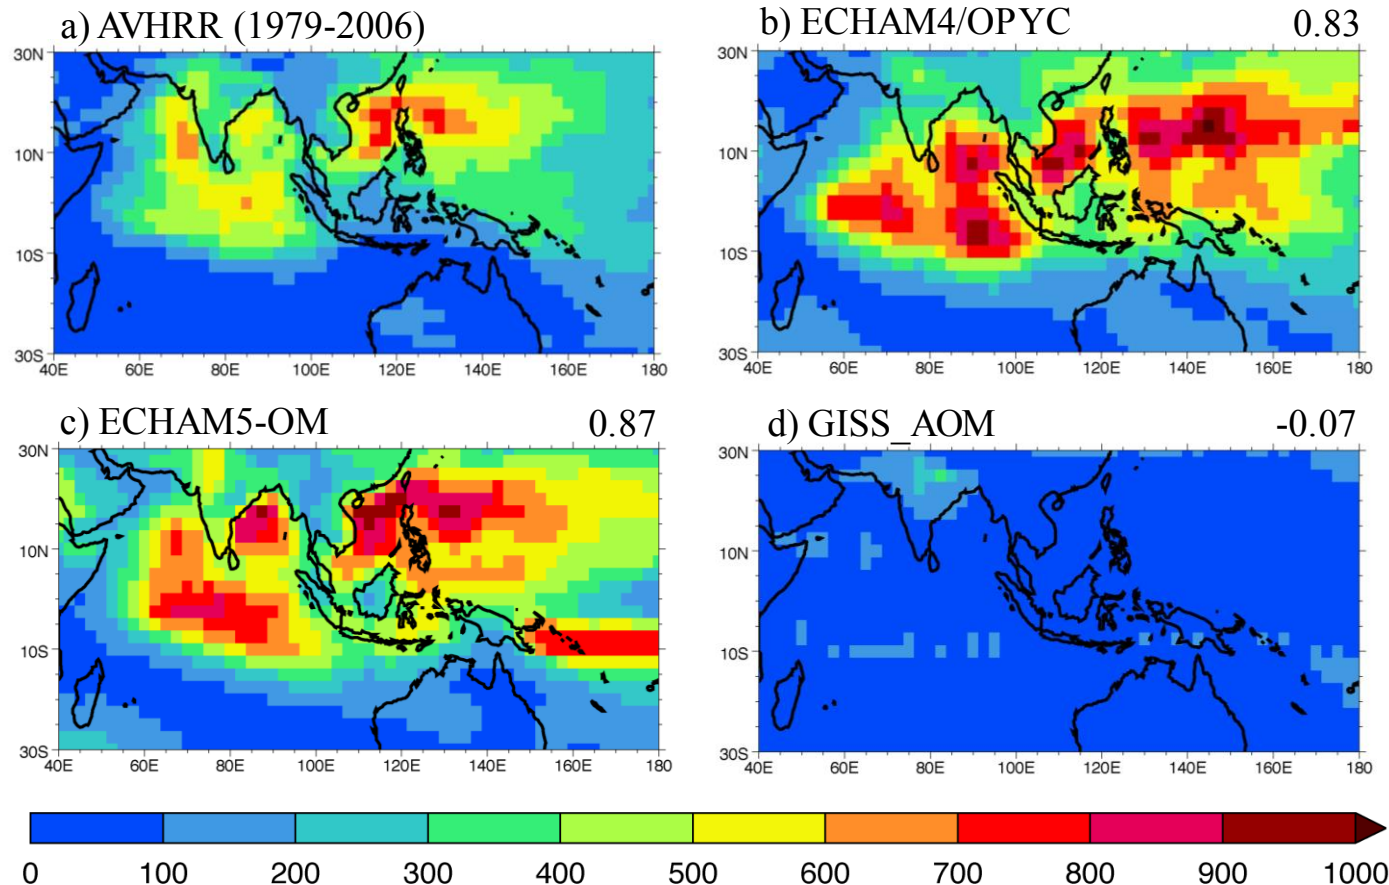 a) AVHRR (1979-2006)
b) ECHAM4/OPYC 0.83
30N
10N
10S
30S
40E 60E 80E 100E 120E 140E 160E 180
30N
10N
10S
30S
40E 60E 80E 100E 120E 140E 160E 180
c) ECHAM5-OM 0.87
d) GISS_AOM -0.07
30N
10N
10S
30S
40E 60E 80E 100E 120E 140E 160E 180
30N
10N
10S
30S
40E 60E 80E 100E 120E 140E 160E 180
0 100 200 300 400 500 600 700 800 900 1000